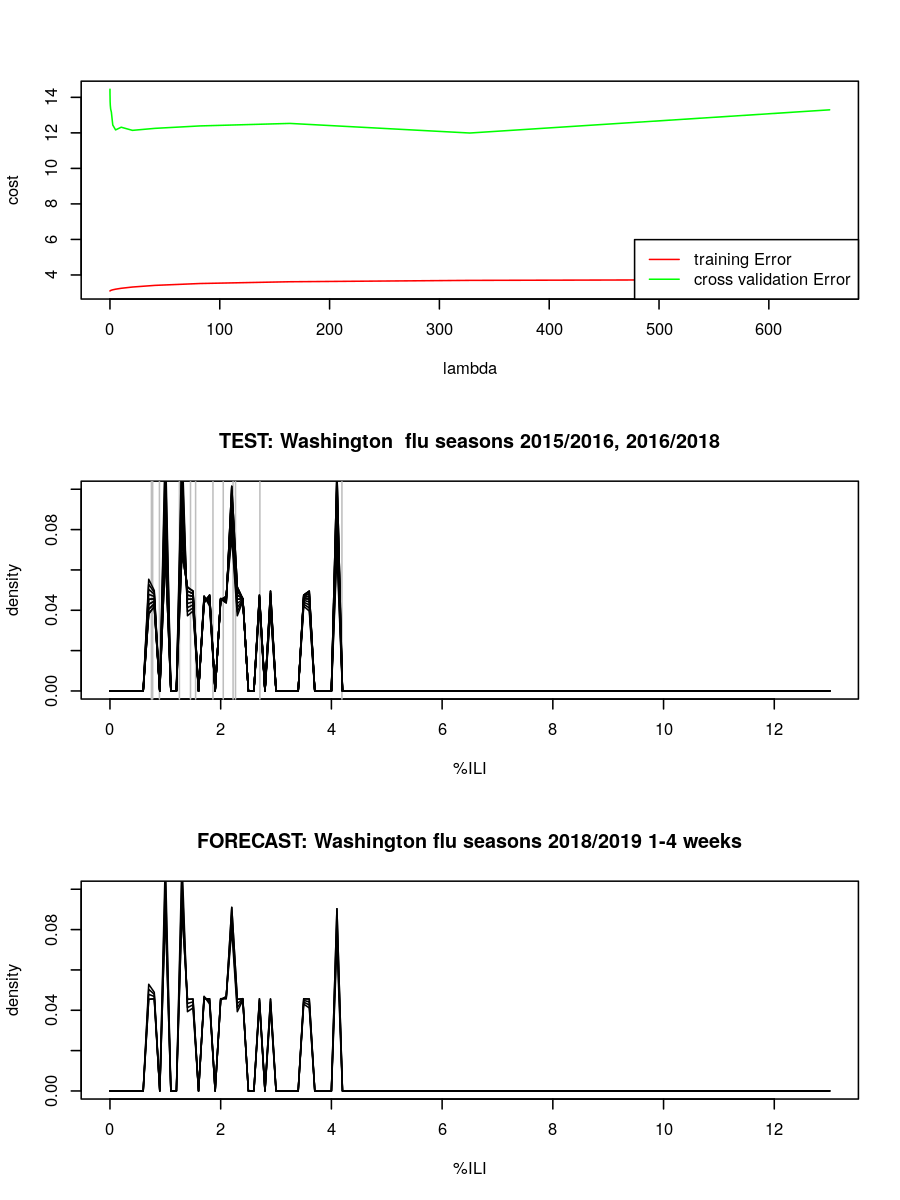 14
12
10
8
6
4
cost
training Error
cross validation Error
0 100 200 300 400 500 600
lambda
TEST: Washington  flu seasons 2015/2016, 2016/2018
0.08
0.04
0.00
density
0 2 4 6 8 10 12
%ILI
FORECAST: Washington flu seasons 2018/2019 1-4 weeks
0.08
0.04
0.00
density
0 2 4 6 8 10 12
%ILI